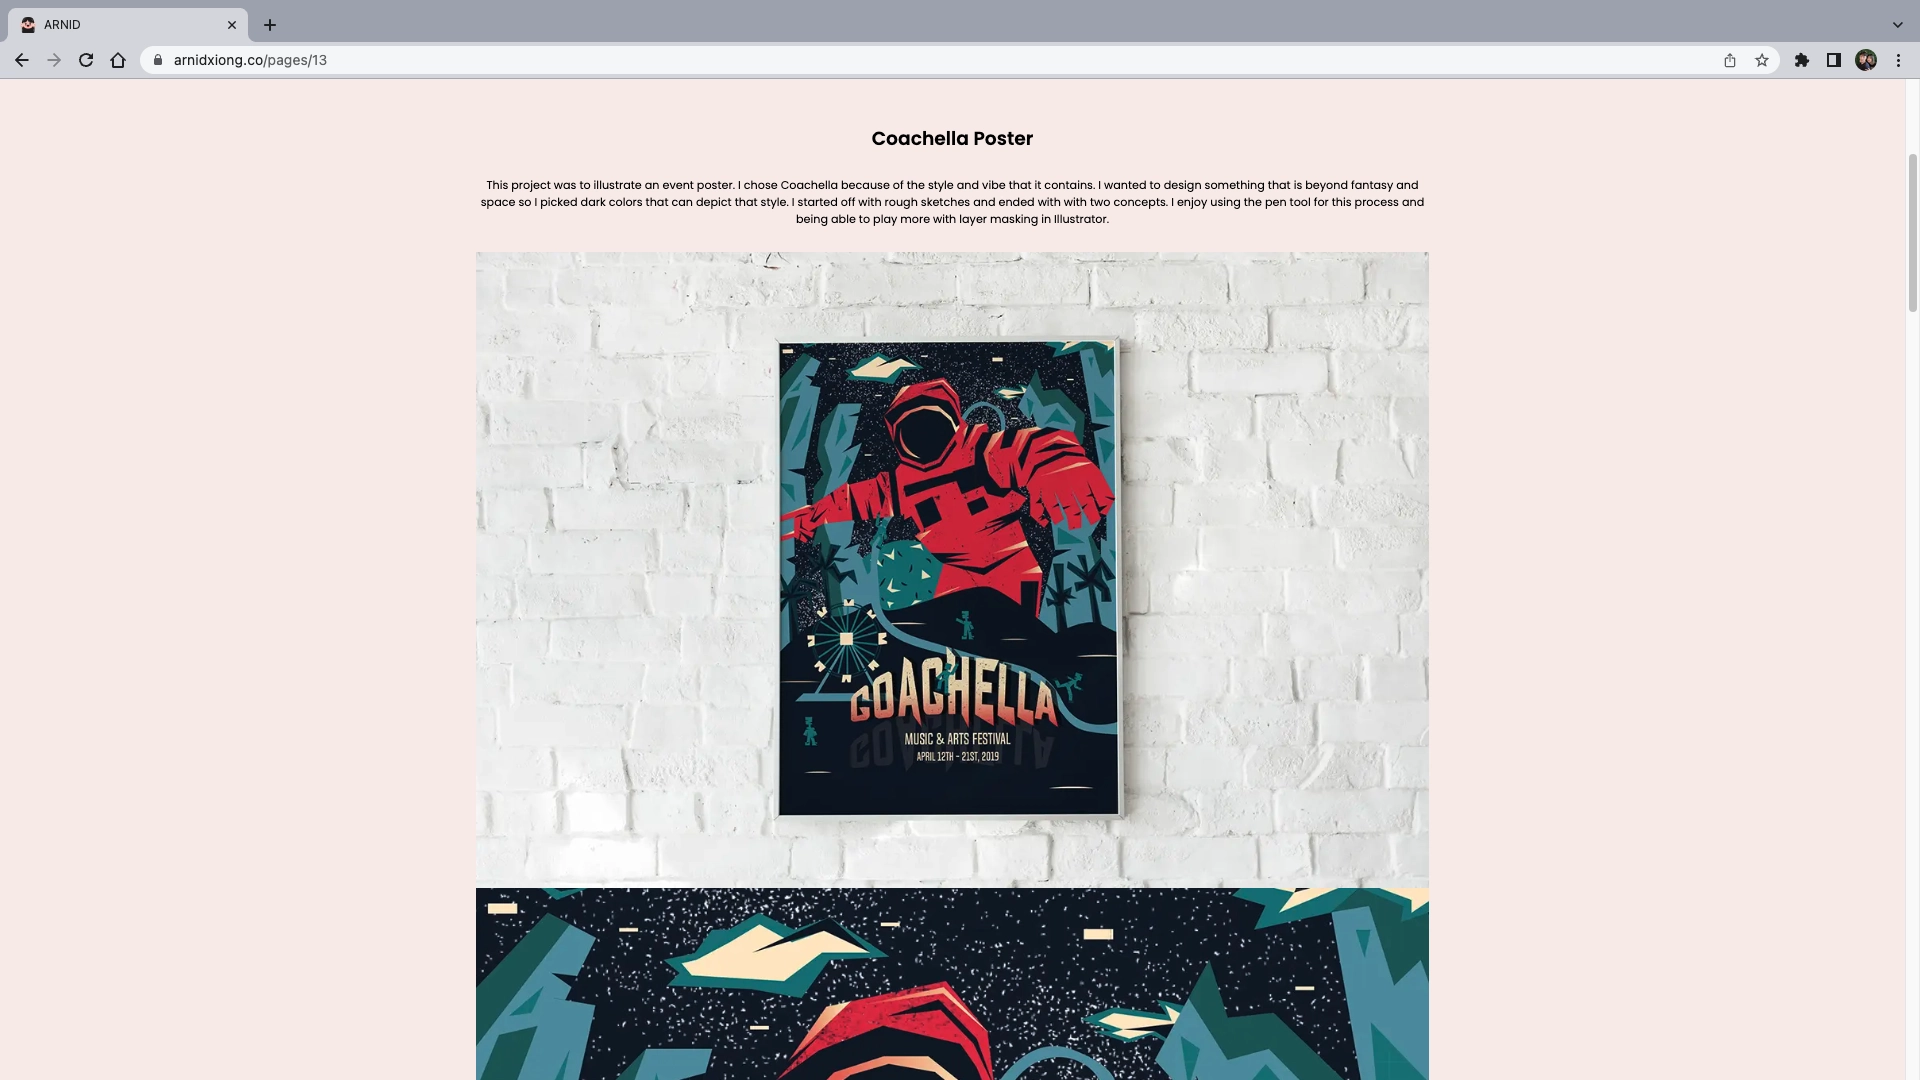 ARNID
arnidxiong.co/pages/13
Coachella Poster
This project was to illustrate an event poster. I chose Coachella because of the style and vibe that it contains. I wanted to design something that is beyond fantasy and
space so I picked dark colors that can depict that style. I started off with rough sketches and ended with with two concepts. I enjoy using the pen tool for this process and
being able to play more with layer masking in Illustrator.
COACHELLA
MUSIC & ARTS FESTIVAL
APRIL 12TH - 21ST, 2019